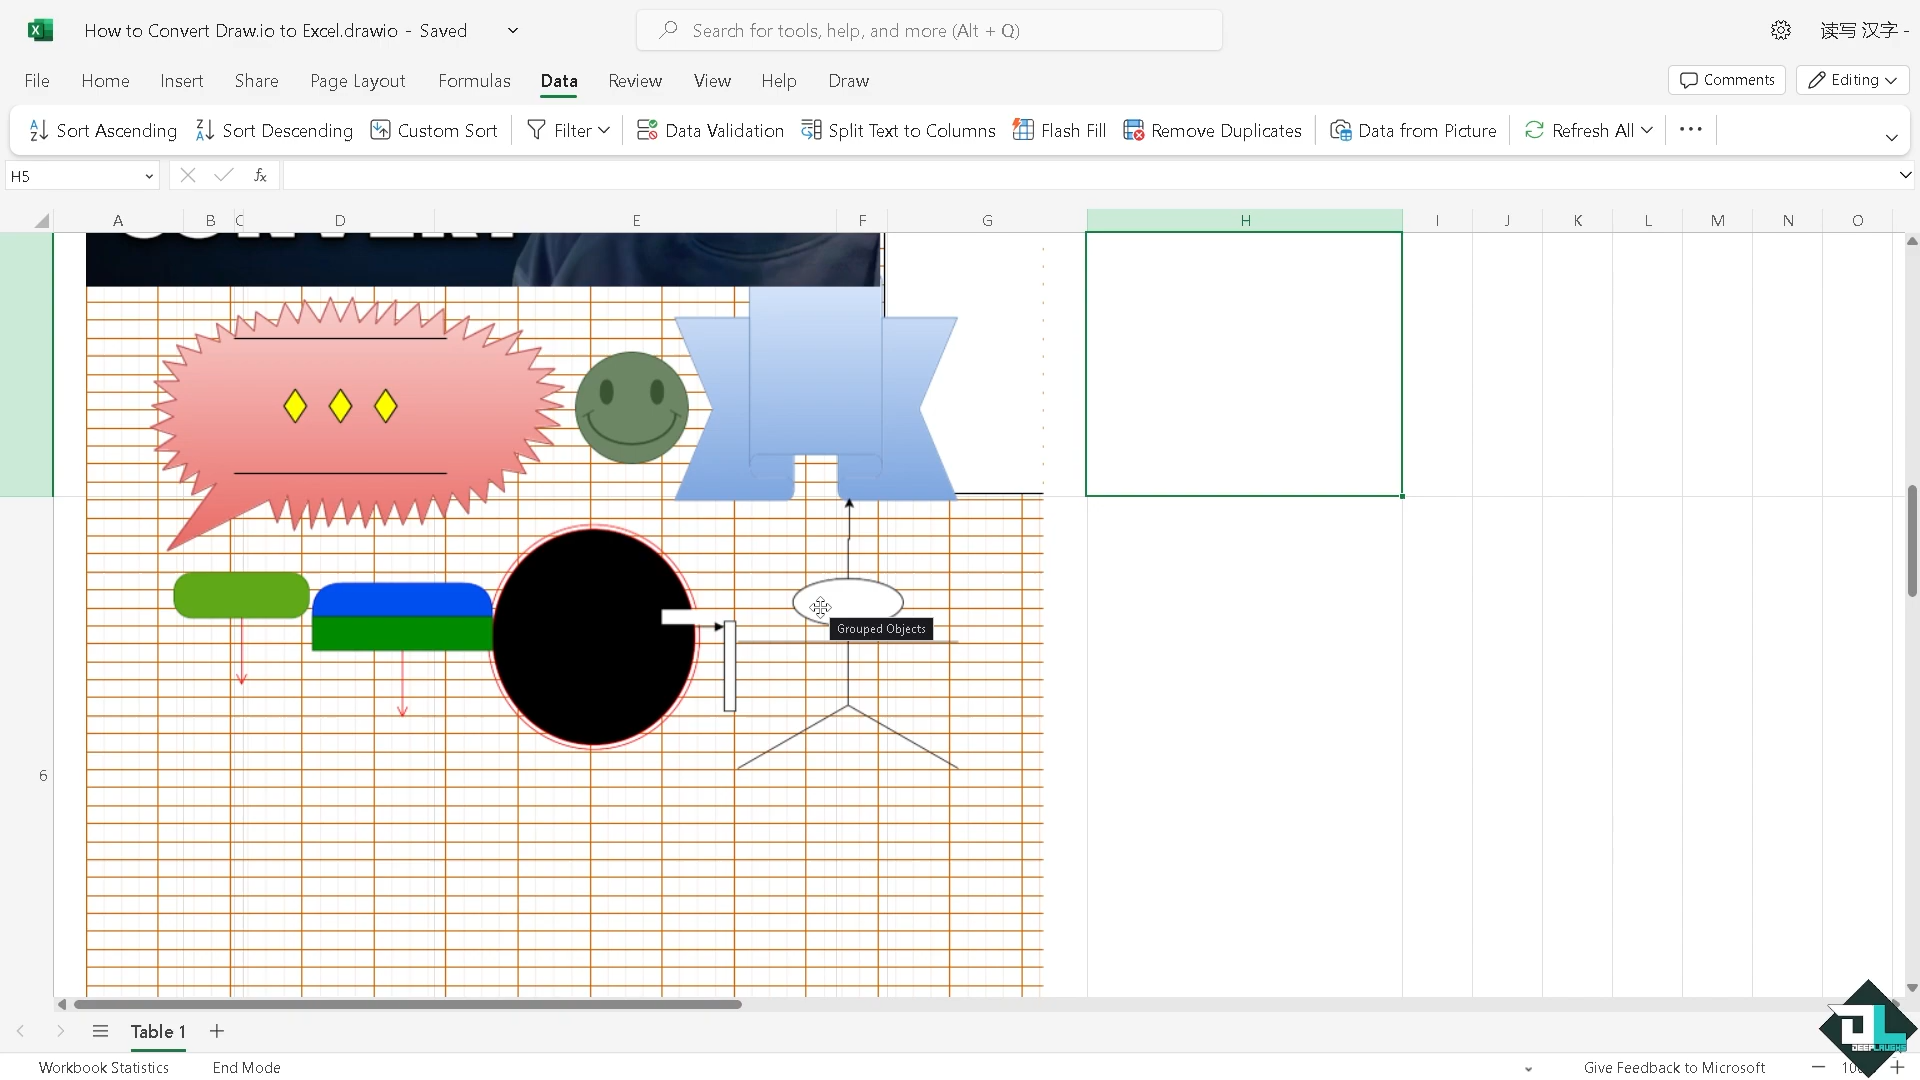 How to Convert Draw.io to Excel.drawio - Saved
Search for tools, help, and more (Alt + Q)
读写 汉字 -
File Home Insert Share Page Layout Formulas Data Review View Help Draw
Comments Editing
Sort Ascending Sort Descending Custom Sort Filter Data Validation Split Text to Columns Flash Fill Remove Duplicates Data from Picture Refresh All ...
H5 fx
A B C D E F G H I J K L M N O
Grouped Objects
6
Table 1
DEEPLAUGHS
Workbook Statistics End Mode Give Feedback to Microsoft